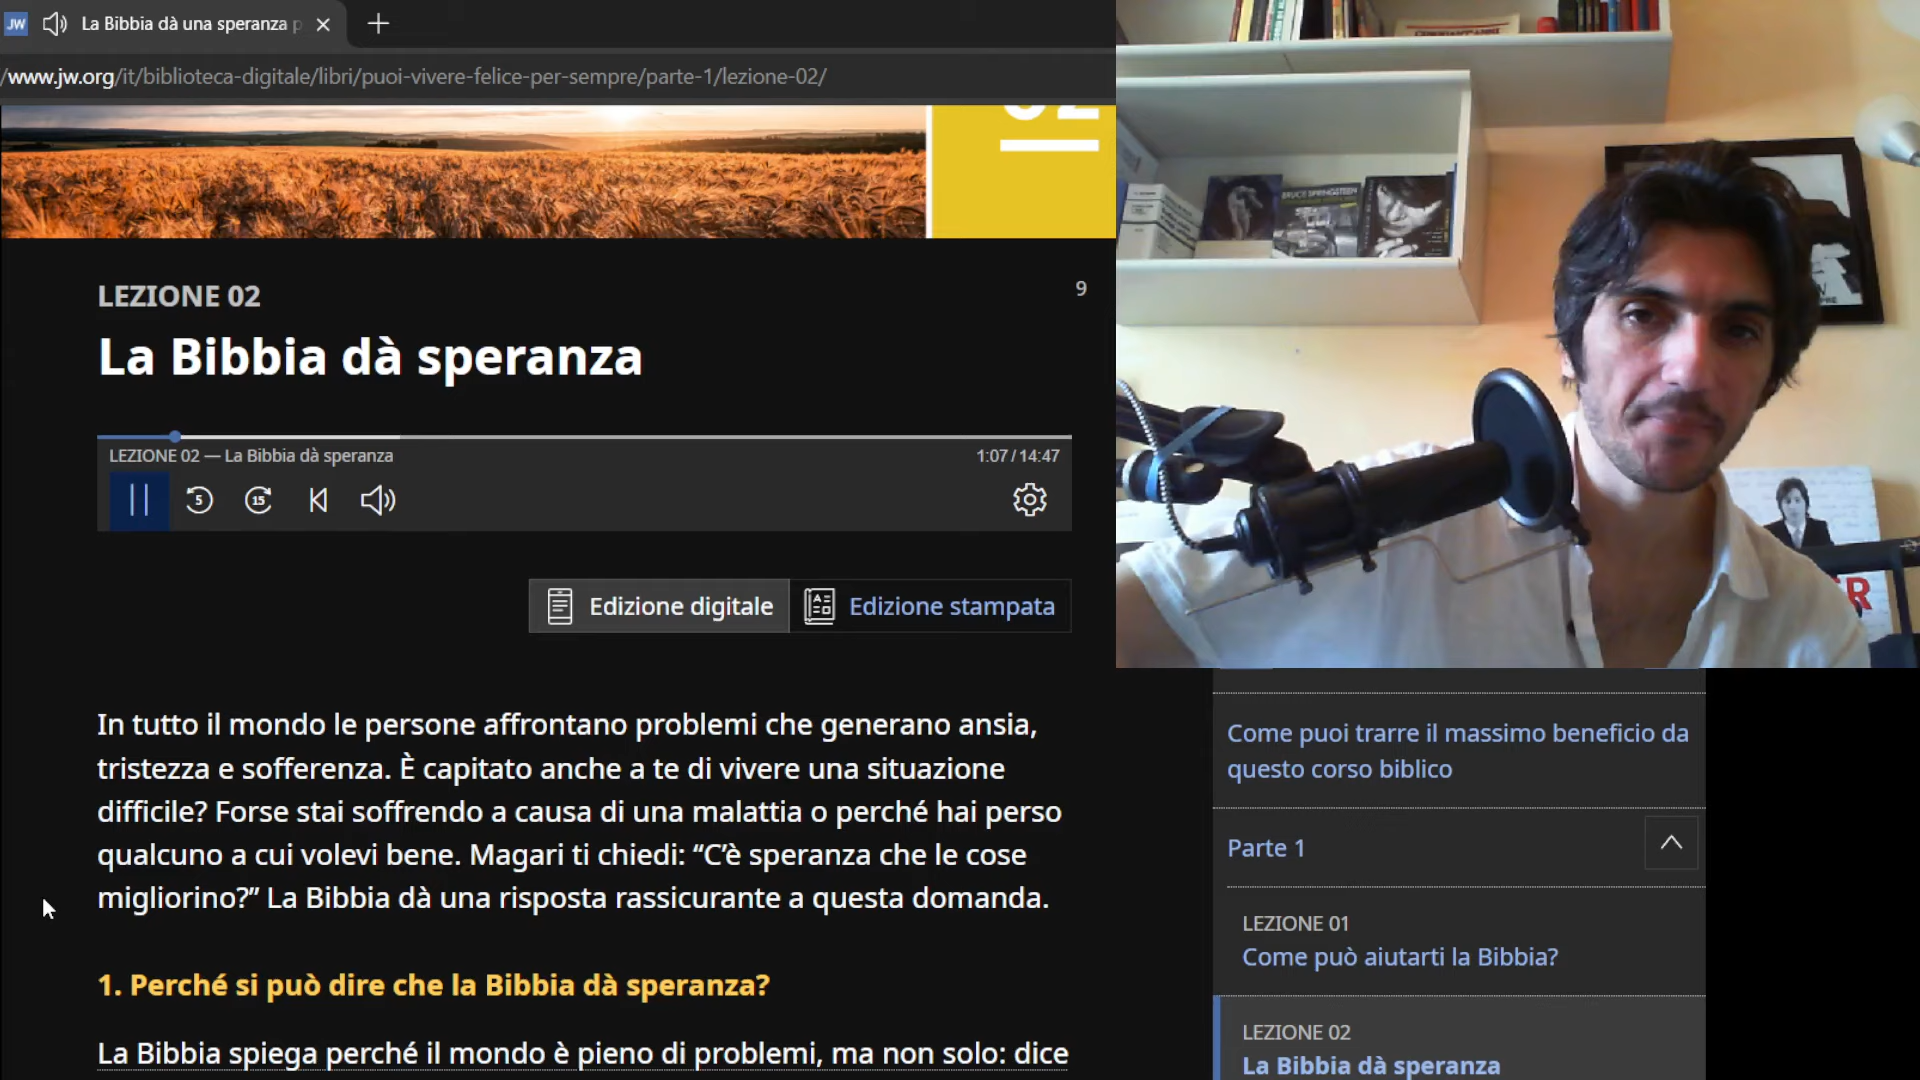 JW
La Bibbia dà una speranza p
/www.jw.org/it/biblioteca-digitale/libri/puoi-vivere-felice-per-sempre/parte-1/lezione-02/
02
LEZIONE 02
9
La Bibbia dà speranza
LEZIONE 02 — La Bibbia dà speranza
1:07 / 14:47
5
15
Edizione digitale
Edizione stampata
In tutto il mondo le persone affrontano problemi che generano ansia,
tristezza e sofferenza. È capitato anche a te di vivere una situazione
difficile? Forse stai soffrendo a causa di una malattia o perché hai perso
qualcuno a cui volevi bene. Magari ti chiedi: “C’è speranza che le cose
migliorino?” La Bibbia dà una risposta rassicurante a questa domanda.
1. Perché si può dire che la Bibbia dà speranza?
La Bibbia spiega perché il mondo è pieno di problemi, ma non solo: dice
BRUCE SPRINGSTEEN
Come puoi trarre il massimo beneficio da
questo corso biblico
Parte 1
LEZIONE 01
Come può aiutarti la Bibbia?
LEZIONE 02
La Bibbia dà speranza